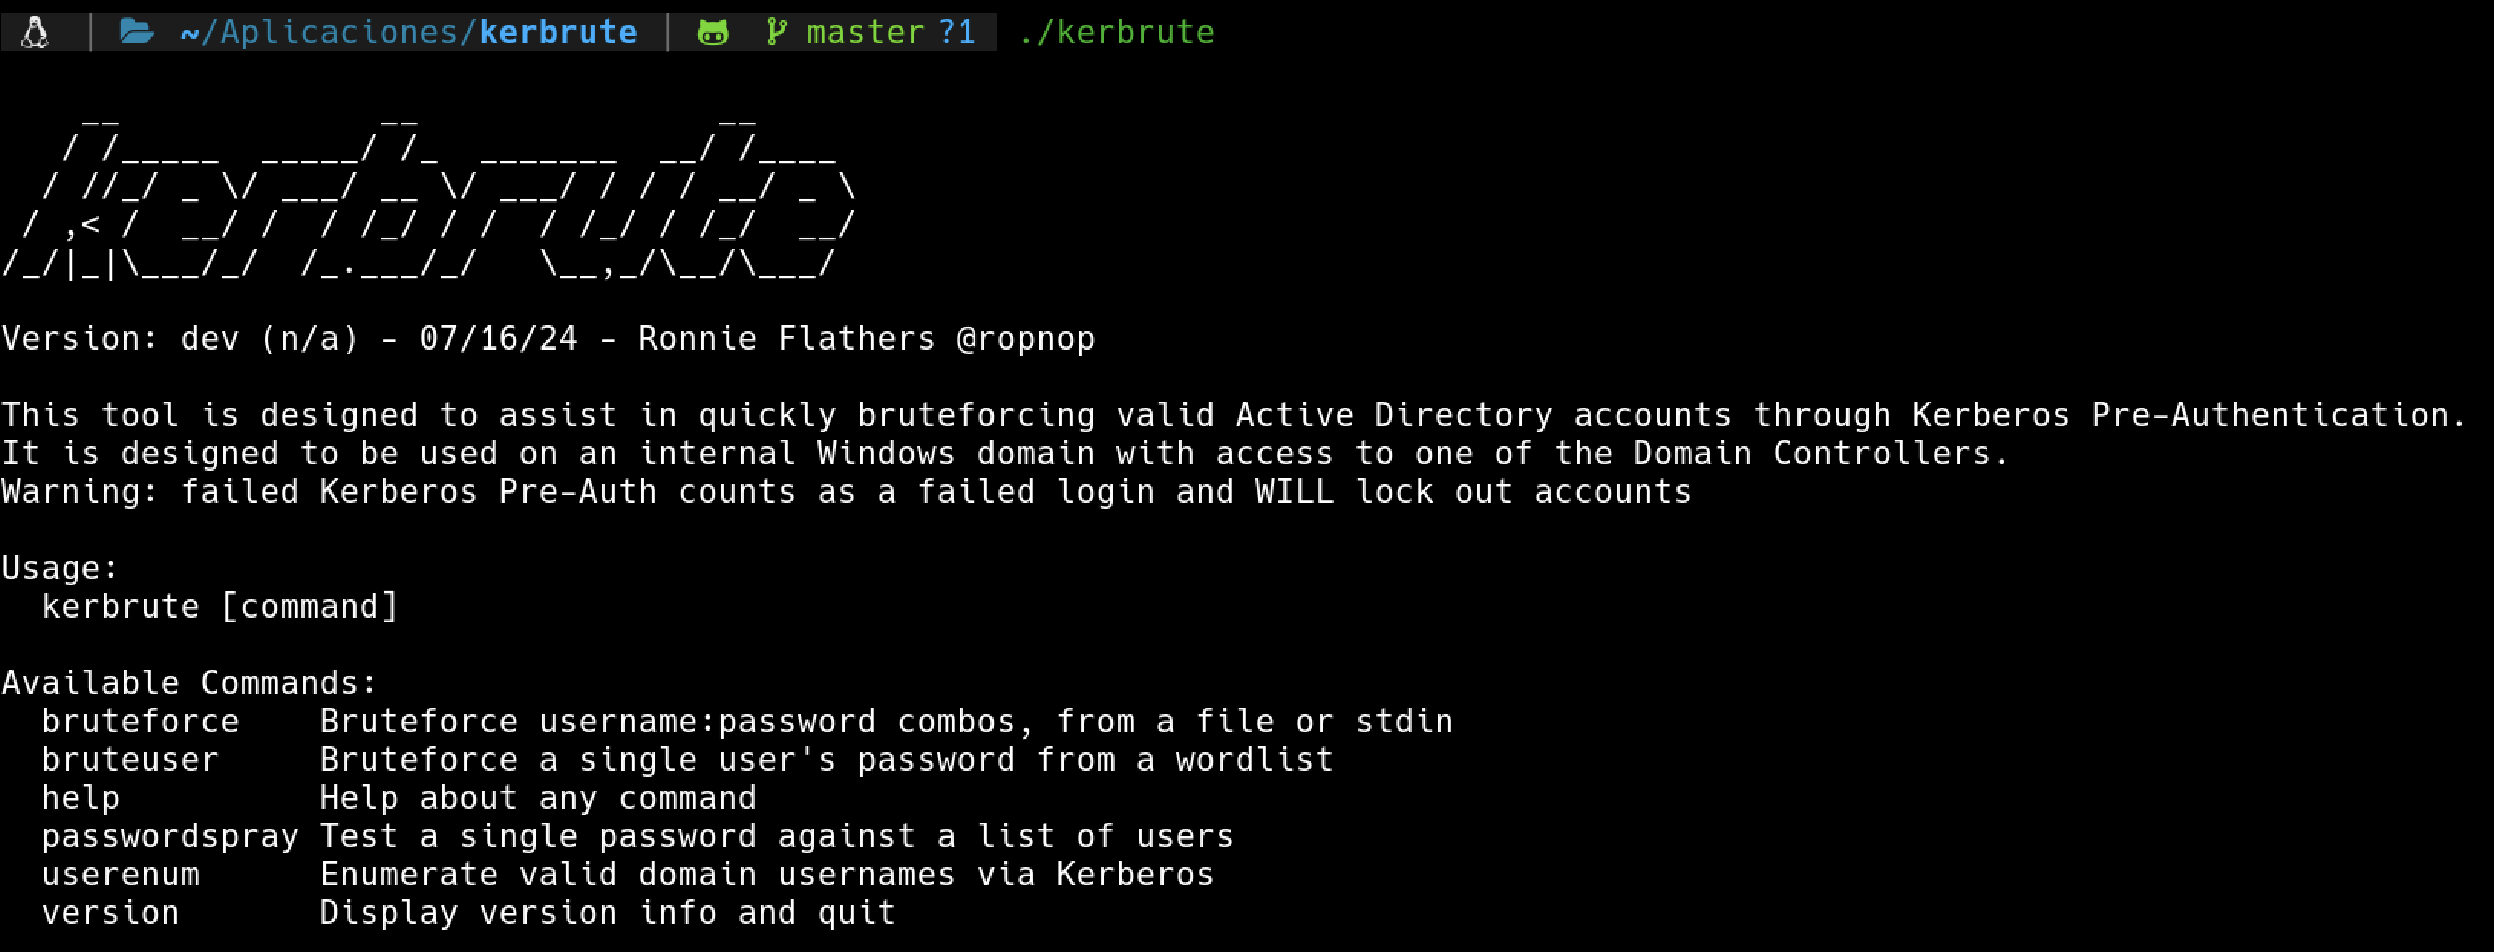 ~/Aplicaciones/kerbrute | master ?1 ./kerbrute
    __             __               __
   / /_____  _____/ /_  _______  __/ /____
  / //_/ _ \/ ___/ __ \/ ___/ / / / __/ _ \
 / ,< /  __/ /  / /_/ / /  / /_/ / /_/  __/
/_/|_|\___/_/  /_.___/_/   \__,_/\__/\___/
Version: dev (n/a) - 07/16/24 - Ronnie Flathers @ropnop
This tool is designed to assist in quickly bruteforcing valid Active Directory accounts through Kerberos Pre-Authentication.
It is designed to be used on an internal Windows domain with access to one of the Domain Controllers.
Warning: failed Kerberos Pre-Auth counts as a failed login and WILL lock out accounts
Usage:
  kerbrute [command]
Available Commands:
  bruteforce    Bruteforce username:password combos, from a file or stdin
  bruteuser     Bruteforce a single user's password from a wordlist
  help          Help about any command
  passwordspray Test a single password against a list of users
  userenum      Enumerate valid domain usernames via Kerberos
  version       Display version info and quit